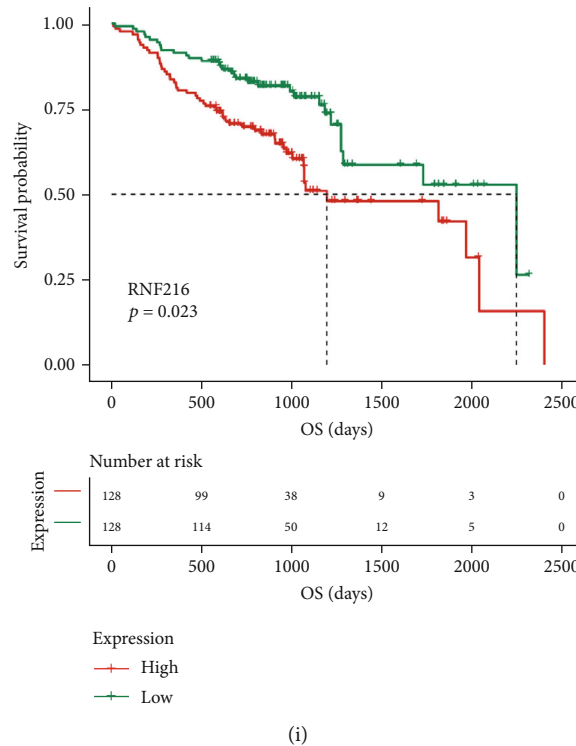 1.00
0.75
0.50
0.25
0.00
Survival probability
RNF216
p = 0.023
0 500 1000 1500 2000 2500
OS (days)
Number at risk
Expression
128 99 38 9 3 0
128 114 50 12 5 0
0 500 1000 1500 2000 2500
OS (days)
Expression
High
Low
(i)